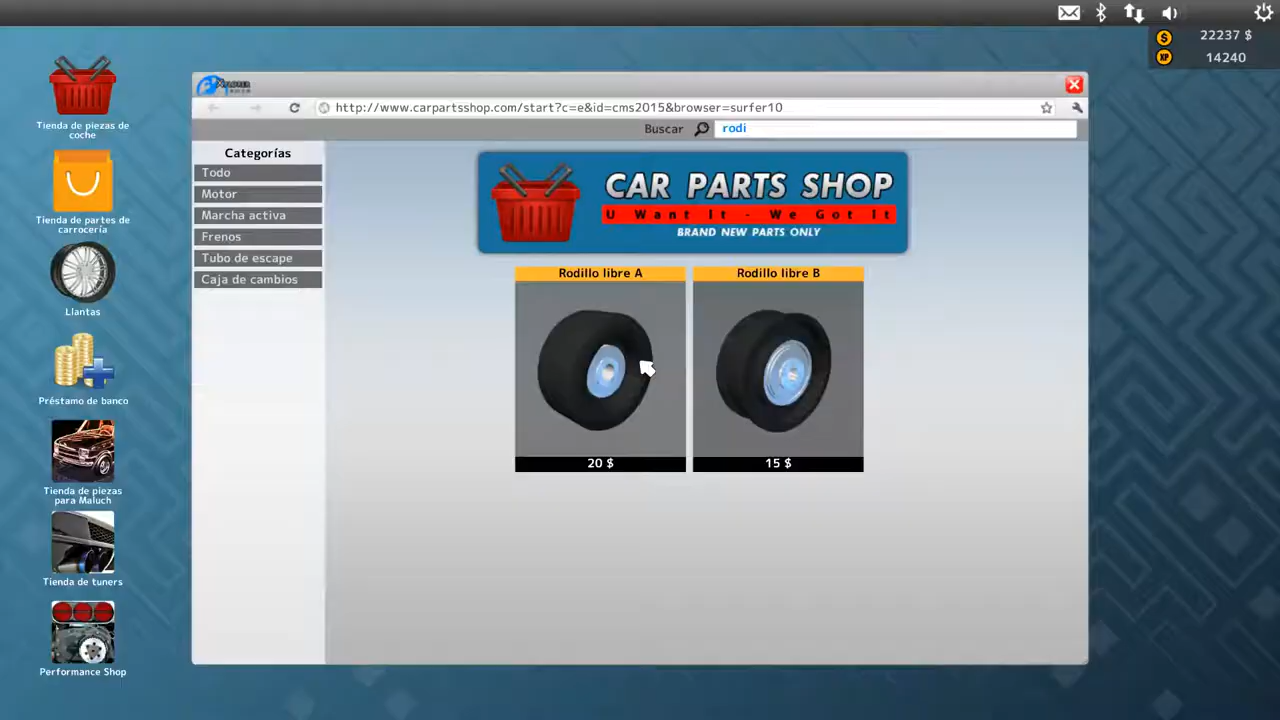 22237 $
14240
http://www.carpartsshop.com/start?c=e&id=cms2015&browser=surfer10
Buscar rodi
Tienda de piezas de
coche
Tienda de partes de
carrocería
Llantas
Préstamo de banco
Tienda de piezas
para Maluch
Tienda de tuners
Performance Shop
Categorías
Todo
Motor
Marcha activa
Frenos
Tubo de escape
Caja de cambios
CAR PARTS SHOP
U Want It - We Got It
BRAND NEW PARTS ONLY
Rodillo libre A
20 $
Rodillo libre B
15 $